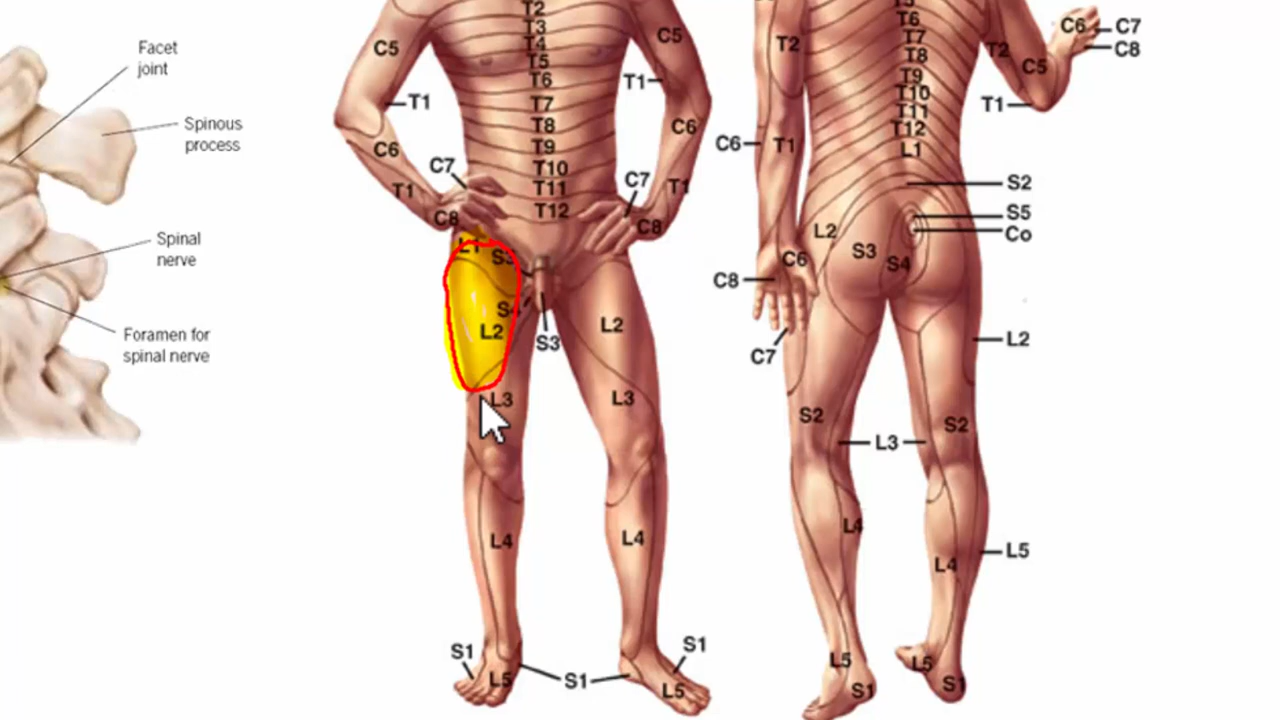 Facet
joint
Spinous
process
Spinal
nerve
Foramen for
spinal nerve
T2
T3
T4
T5
T6
T7
T8
T9
T10
T11
T12
C5
T1
C6
C7
T1
C8
L1
S3
S4
L2
S3
L3
L4
S1
L5
S1
C5
T1
C6
C7
T1
C8
L2
L3
L4
S1
L5
T5
T6
T7
T8
T9
T10
T11
T12
L1
T2
C6
T1
C8
C6
C7
T2
C5
T1
C6
C7
C8
S2
S5
Co
L2
S3
S4
L2
S2
L3
S2
L4
L4
L5
L5
S1
L5
S1